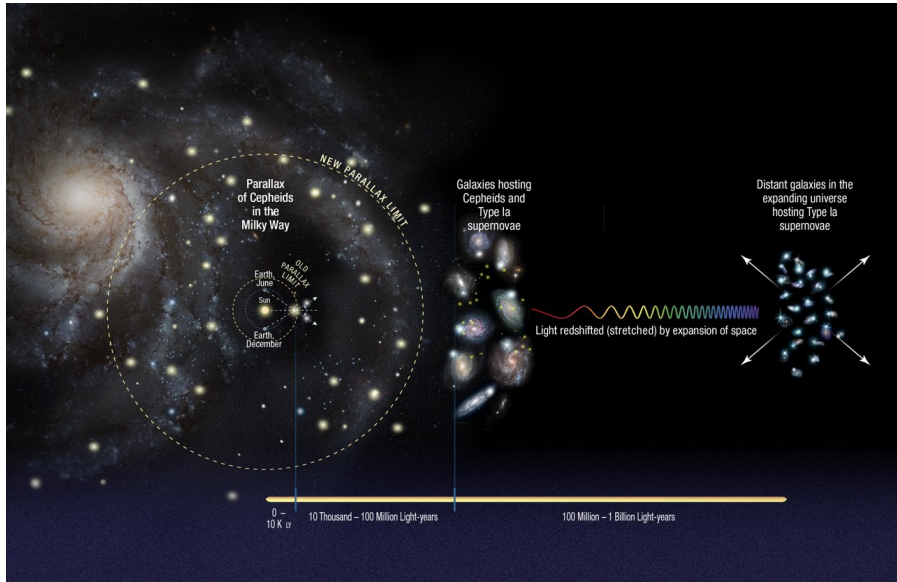 NEW PARALLAX LIMIT
Parallax
of Cepheids
in the
Milky Way
Galaxies hosting
Cepheids and
Type Ia
supernovae
Distant galaxies in the
expanding universe
hosting Type Ia
supernovae
OLD
PARALLAX
LIMIT
Earth,
June
Sun
Earth,
December
Light redshifted (stretched) by expansion of space
0 –
10 K LY
10 Thousand – 100 Million Light-years
100 Million – 1 Billion Light-years